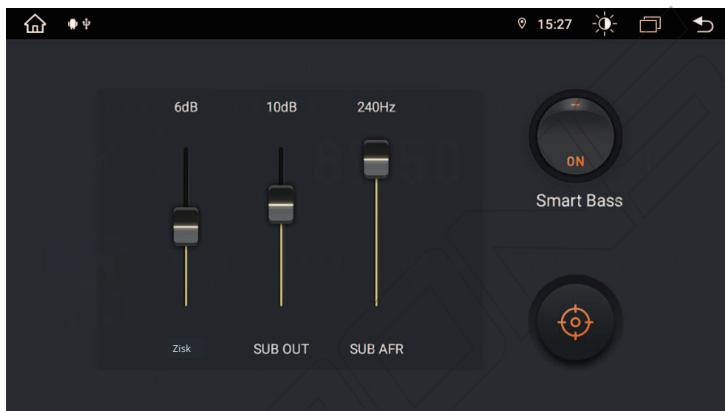 15:27
6dB 10dB 240Hz
ON
Smart Bass
Zisk SUB OUT SUB AFR